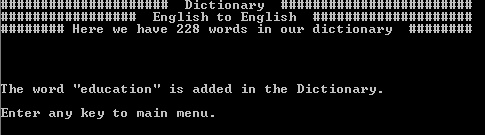 ##################### Dictionary ########################
################# English to English ####################
######## Here we have 228 words in our dictionary ########
The word "education" is added in the Dictionary.
Enter any key to main menu.